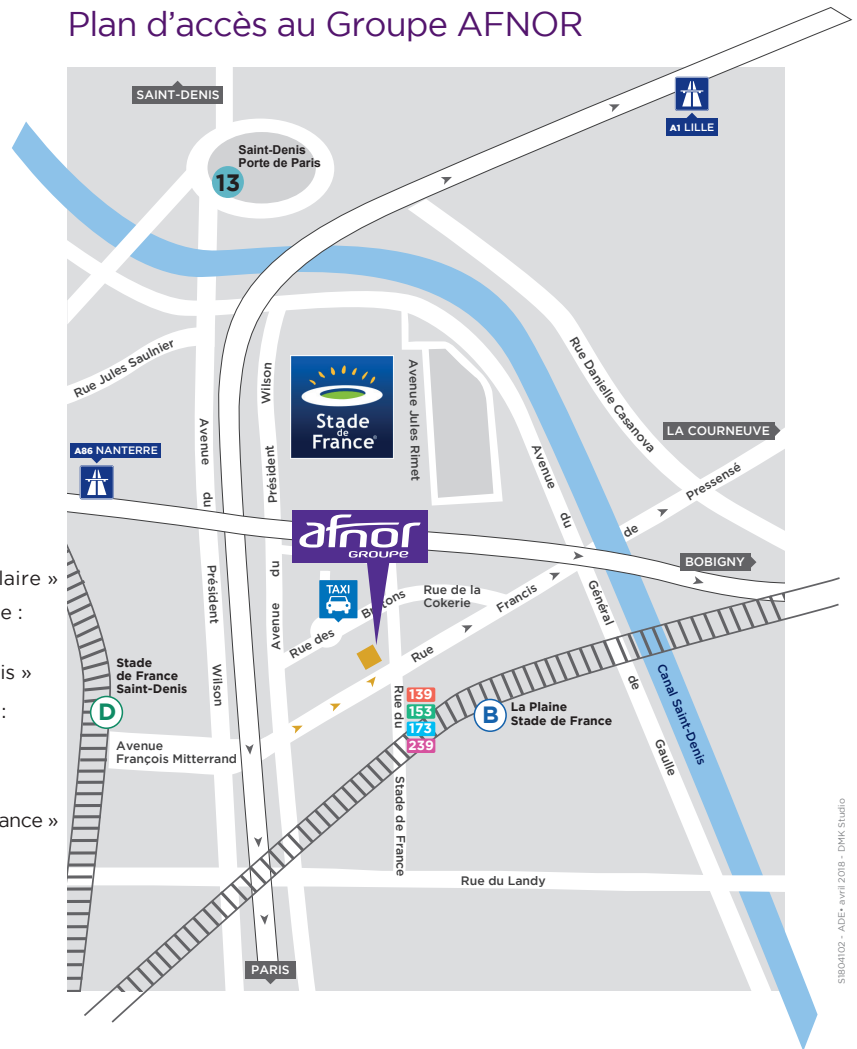 Plan d’accès au Groupe AFNOR
SAINT-DENIS
A1 LILLE
Saint-Denis
Porte de Paris
13
Rue Jules Saulnier
Avenue du Président Wilson
Avenue du Président Wilson
Stade
de
France®
Avenue Jules Rimet
Rue Danielle Casanova
LA COURNEUVE
A86 NANTERRE
Avenue du Général de Gaulle
afnor
GROUPE
BOBIGNY
laire »
e :
is »
:
ance »
TAXI
Rue des Bretons
Rue de la
Cokerie
Rue Francis de Pressensé
Stade
de France
Saint-Denis
D
Rue du Stade de France
139
153
173
239
B
La Plaine
Stade de France
Canal Saint-Denis
Avenue
François Mitterrand
Rue du Landy
PARIS
S1804102 - ADE• avril 2018 - DMK Studio